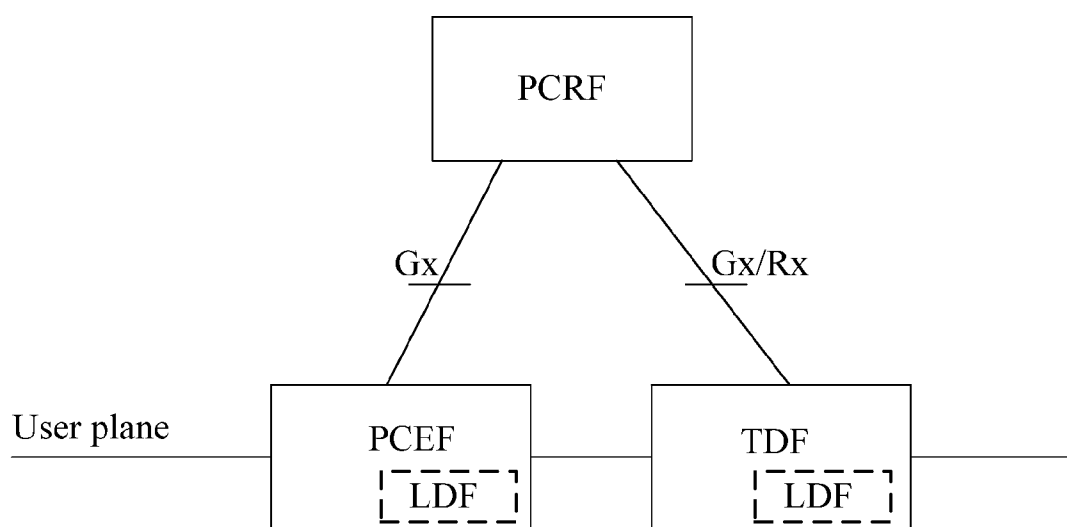 PCRF
Gx
Gx/Rx
User plane
PCEF
TDF
LDF
LDF